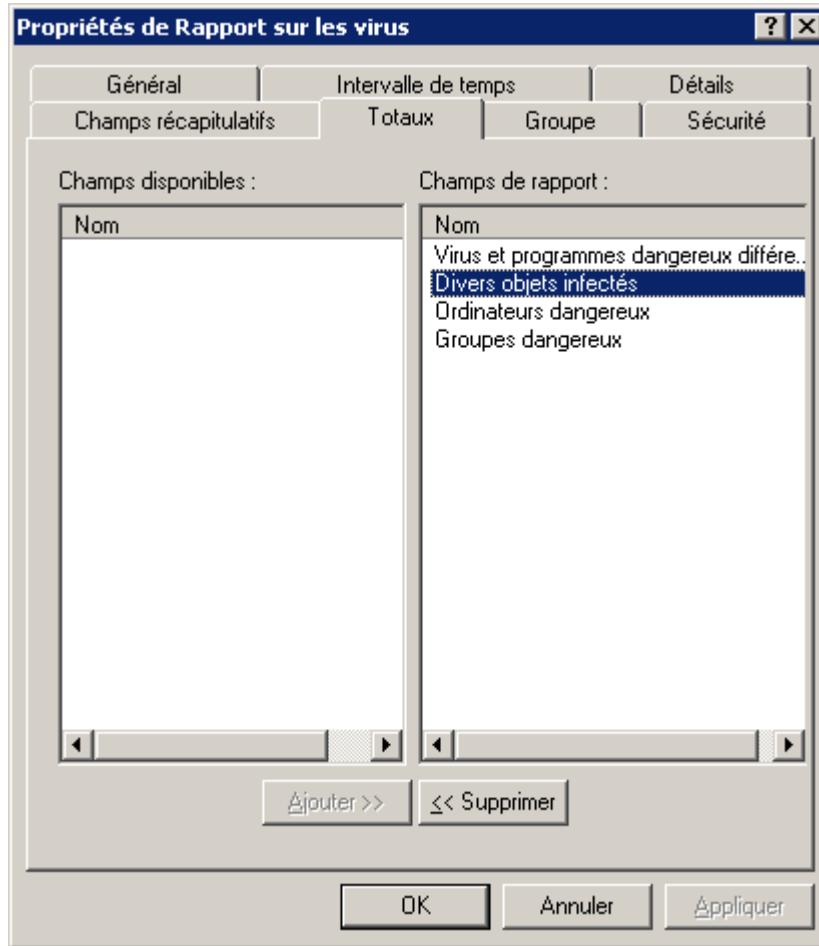 Propriétés de Rapport sur les virus
Général
Intervalle de temps
Détails
Champs récapitulatifs
Totaux
Groupe
Sécurité
Champs disponibles :
Champs de rapport :
Nom
Nom
Virus et programmes dangereux différe..
Divers objets infectés
Ordinateurs dangereux
Groupes dangereux
Ajouter >>
<< Supprimer
OK
Annuler
Appliquer